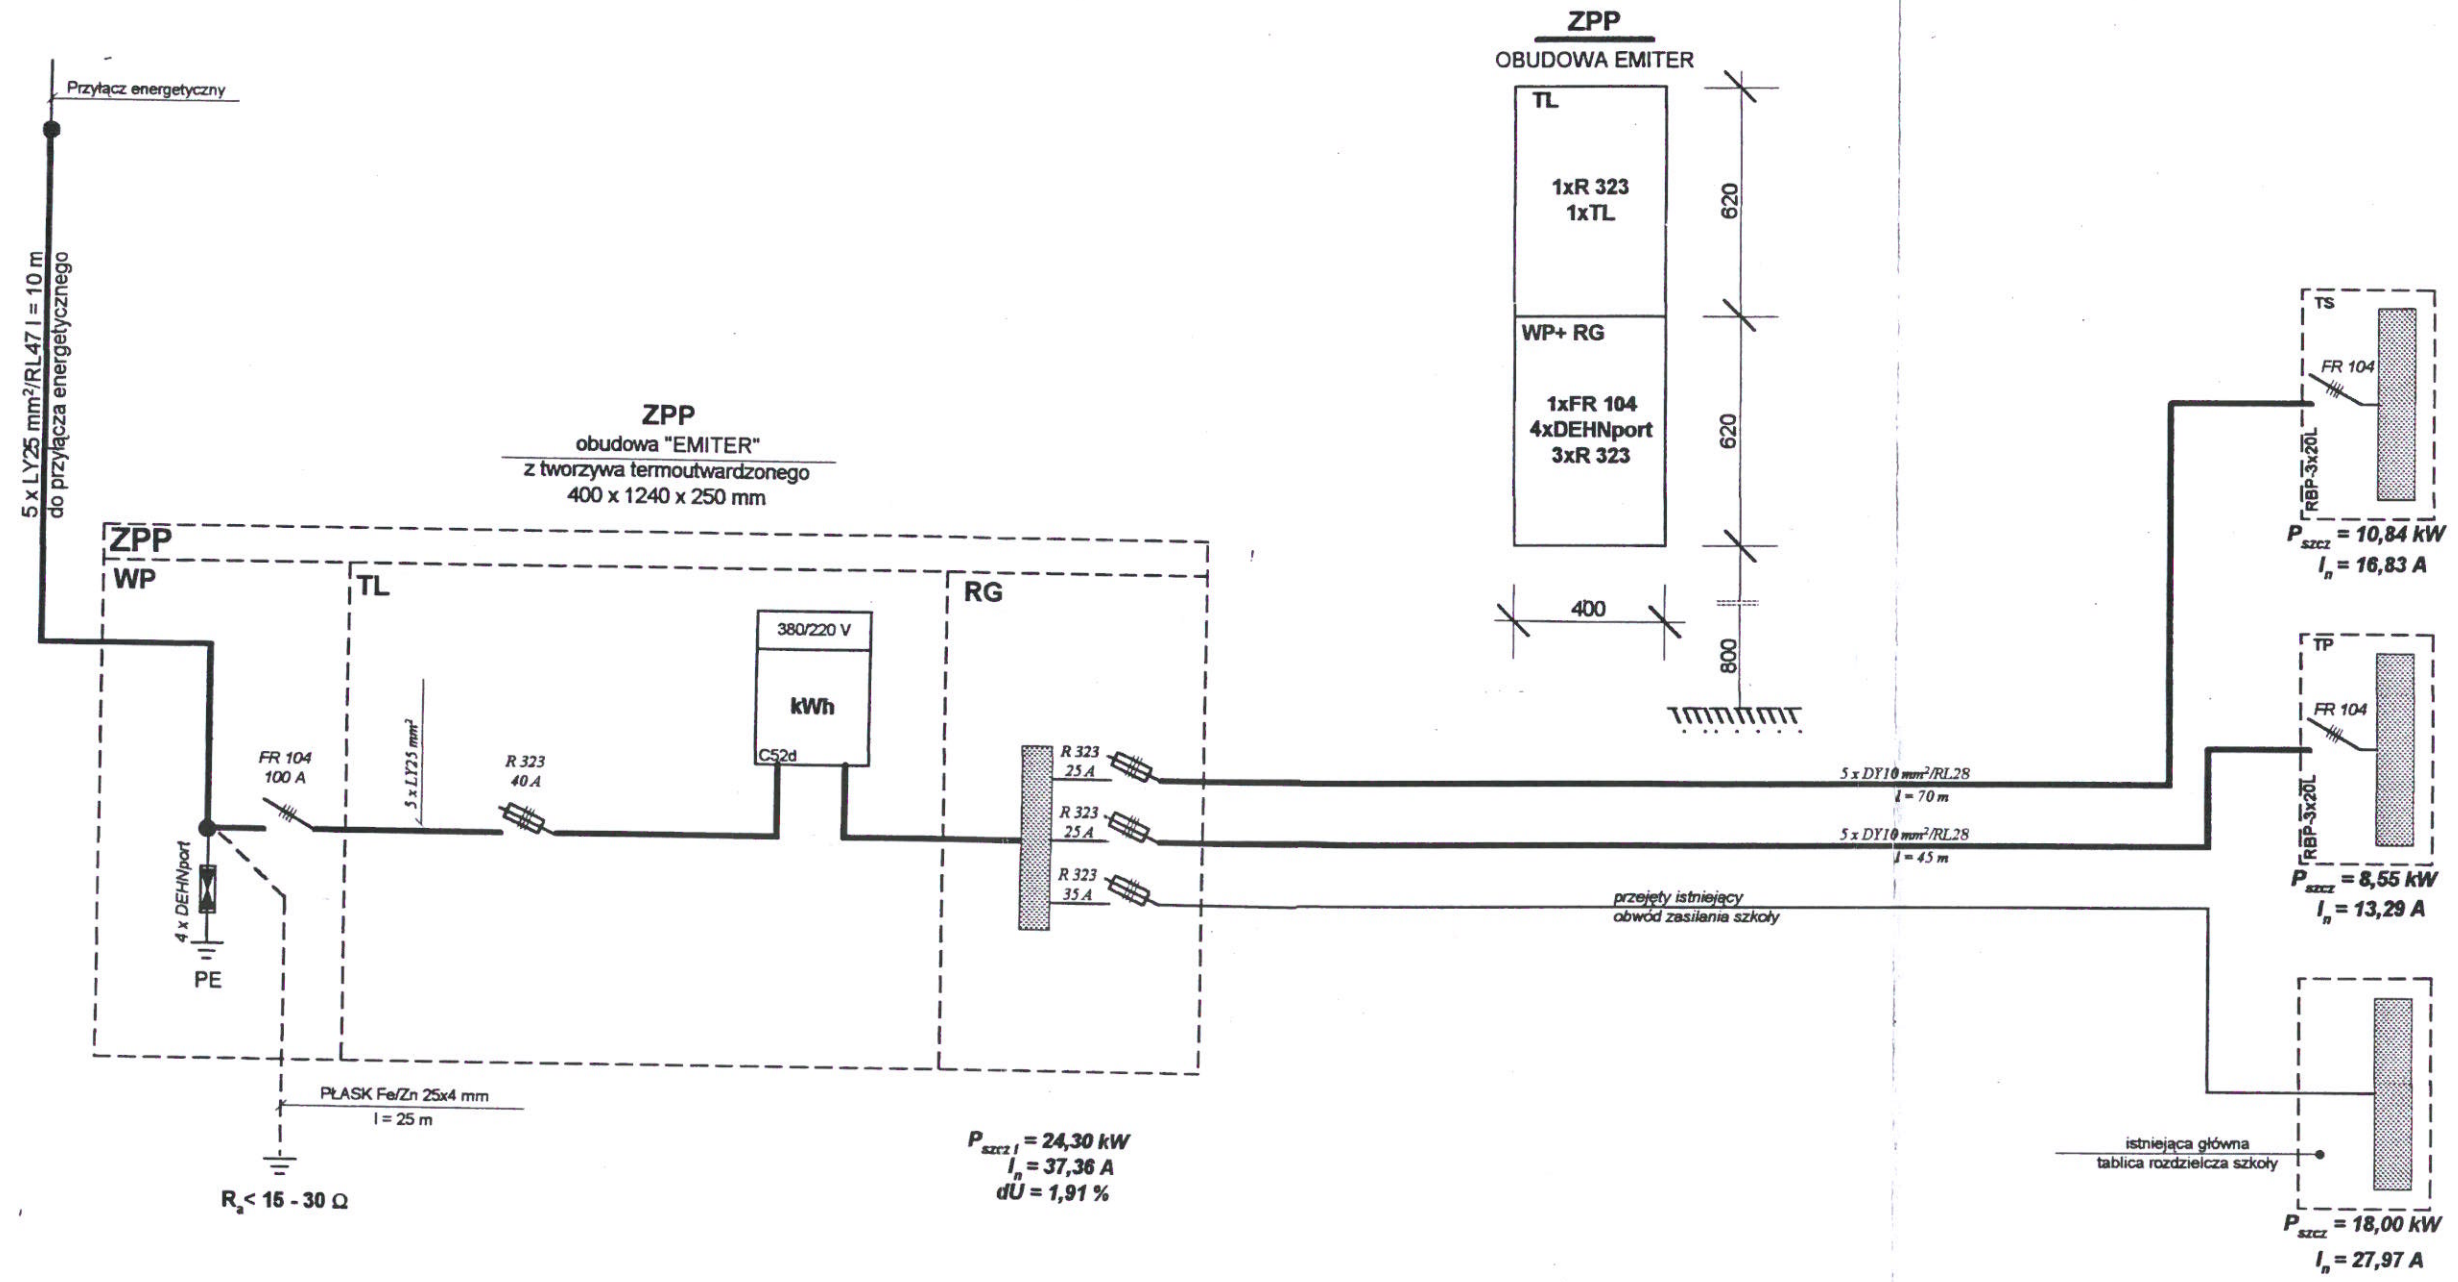 Przyłącz energetyczny
5 x LY25 mm²/RL47 l = 10 m
do przyłącza energetycznego
ZPP
obudowa "EMITER"
z tworzywa termoutwardzonego
400 x 1240 x 250 mm
ZPP
WP
TL
RG
380/220 V
kWh
C52d
FR 104
100 A
5 x LY25 mm²
R 323
40 A
4 x DEHNport
PE
PŁASK Fe/Zn 25x4 mm
l = 25 m
Ra < 15 - 30 Ω
R 323
25 A
R 323
25 A
R 323
35 A
Pszcz l = 24,30 kW
In = 37,36 A
dU = 1,91 %
ZPP
OBUDOWA EMITER
TL
1xR 323
1xTL
WP+ RG
1xFR 104
4xDEHNport
3xR 323
620
620
400
800
5 x DY10 mm²/RL28
l = 70 m
5 x DY10 mm²/RL28
l = 45 m
przejęty istniejący
obwód zasilania szkoły
TS
FR 104
RBP-3x20L
Pszcz = 10,84 kW
In = 16,83 A
TP
FR 104
RBP-3x20L
Pszcz = 8,55 kW
In = 13,29 A
istniejąca główna
tablica rozdzielcza szkoły
Pszcz = 18,00 kW
In = 27,97 A